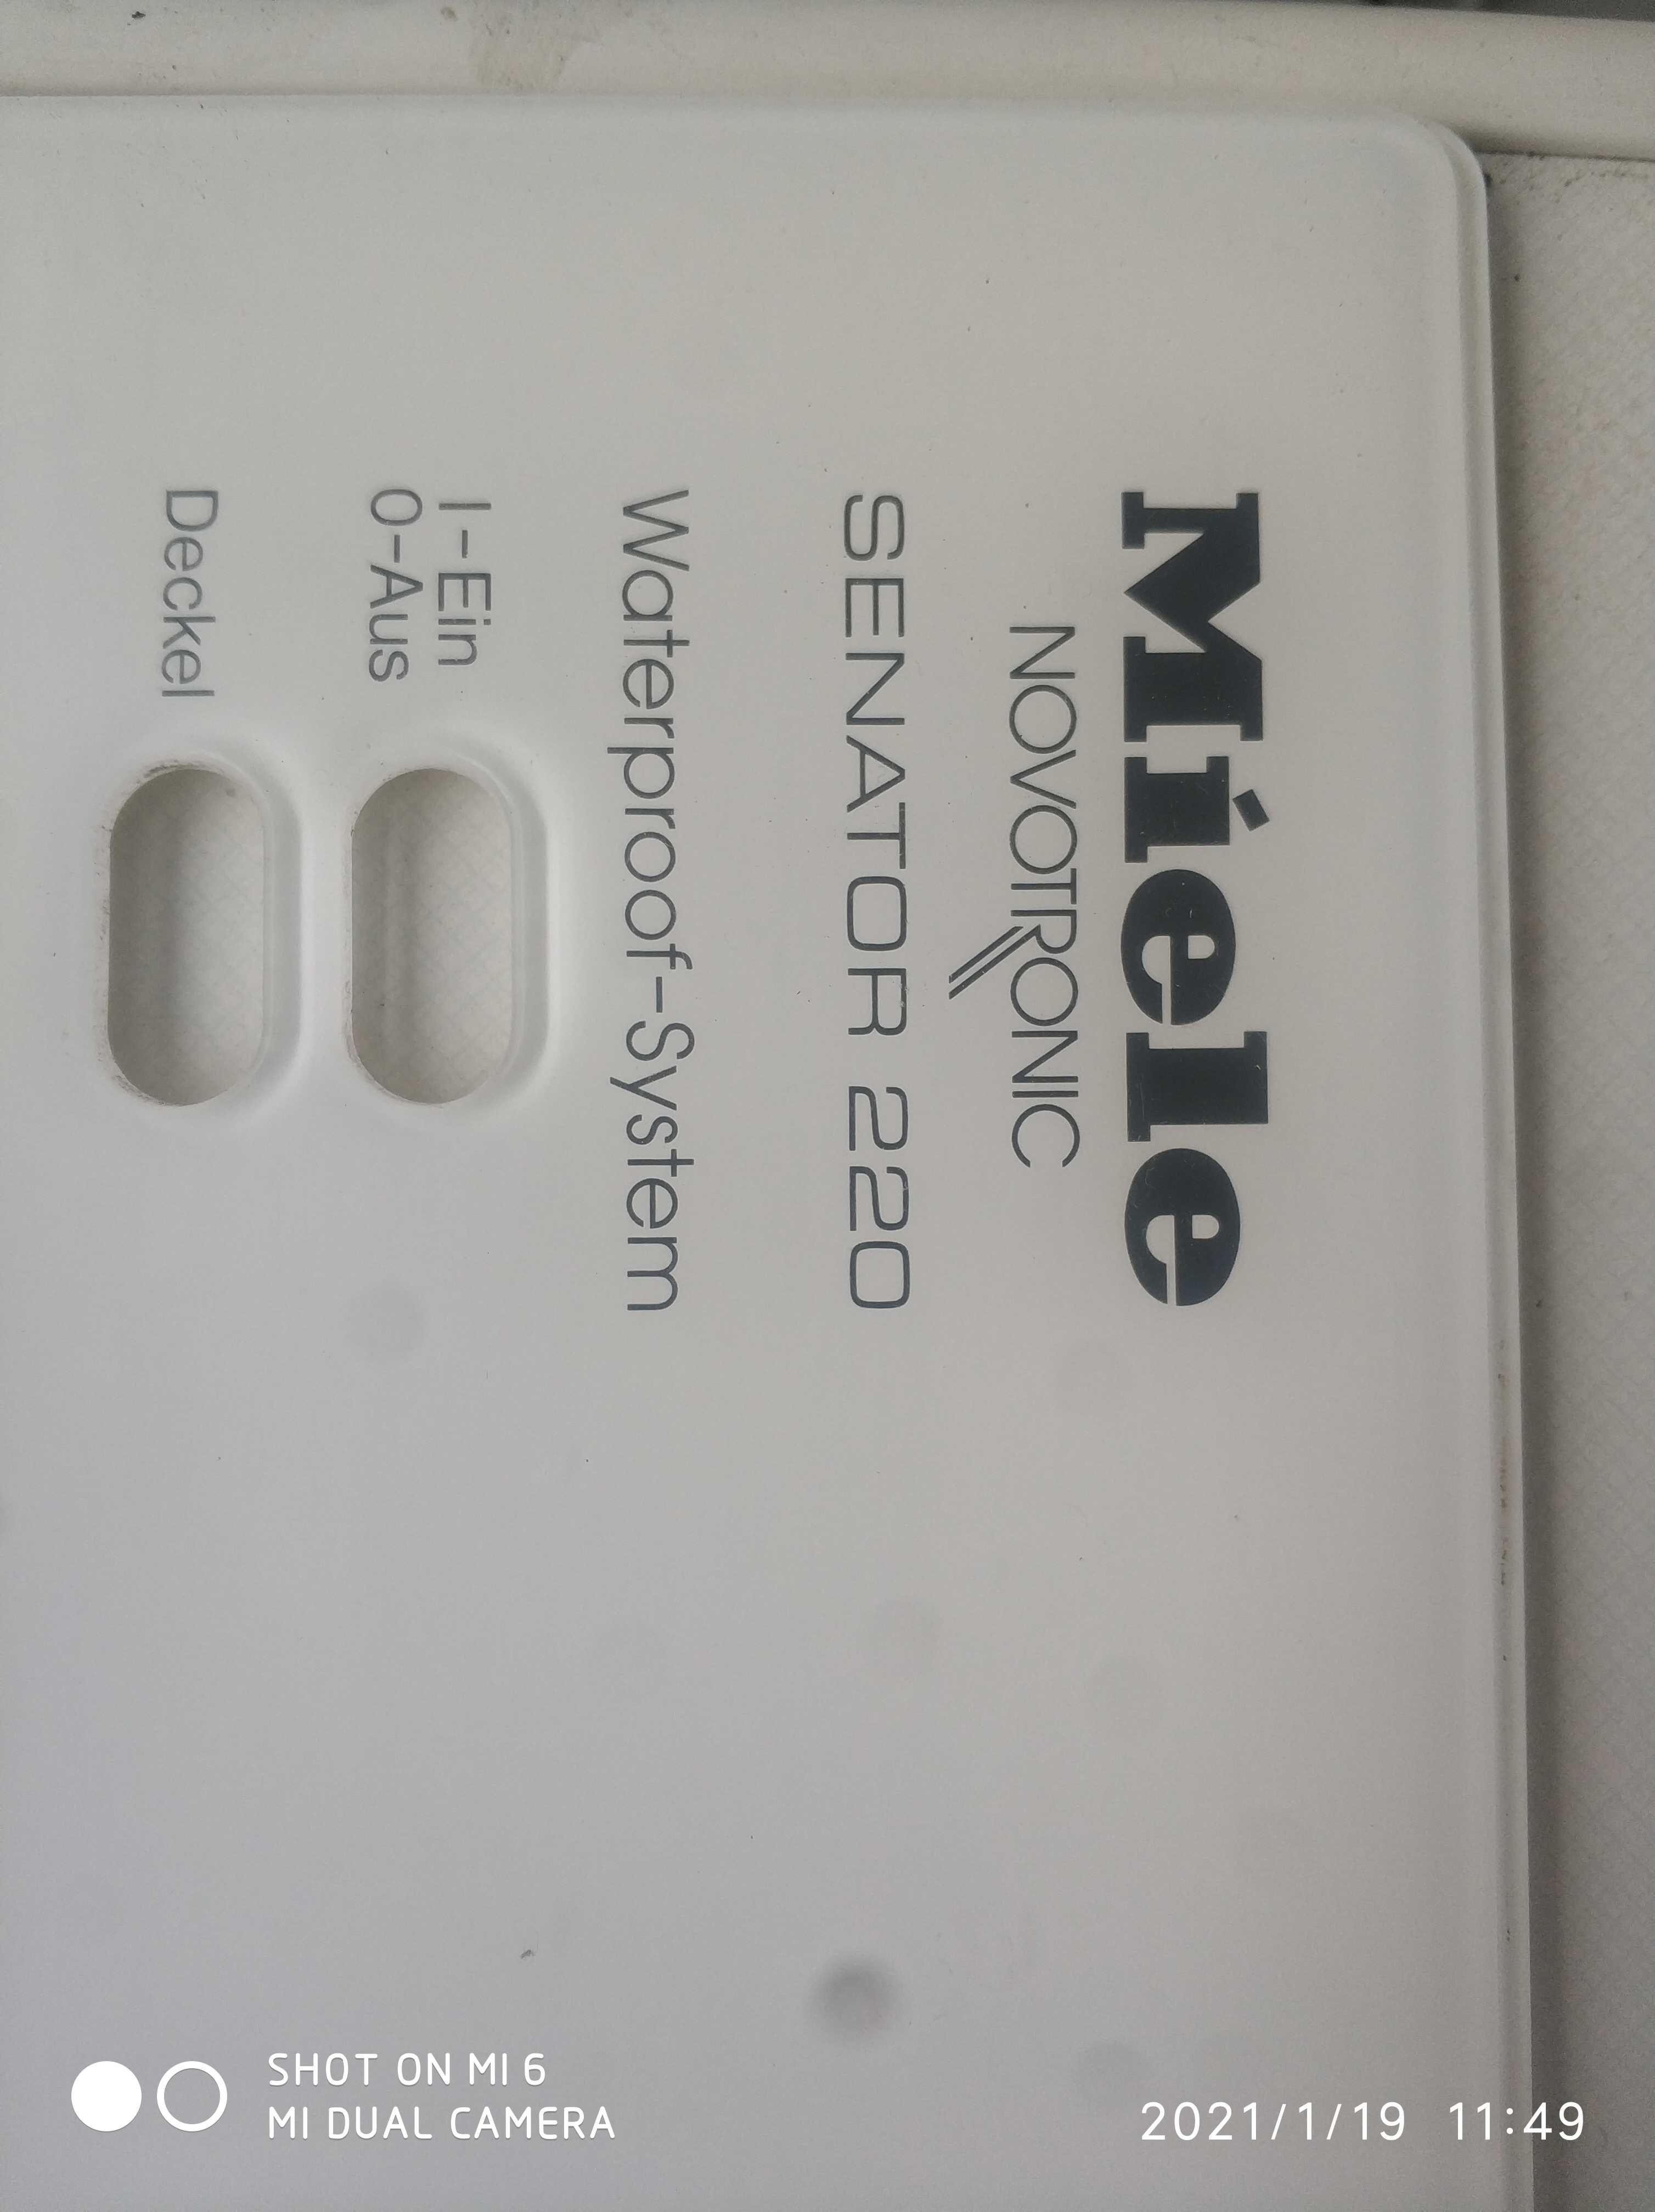 Miele
NOVOTRONIC
SENATOR 220
Waterproof-System
I-Ein
0-Aus
Deckel
SHOT ON MI 6
MI DUAL CAMERA
2021/1/19 11:49